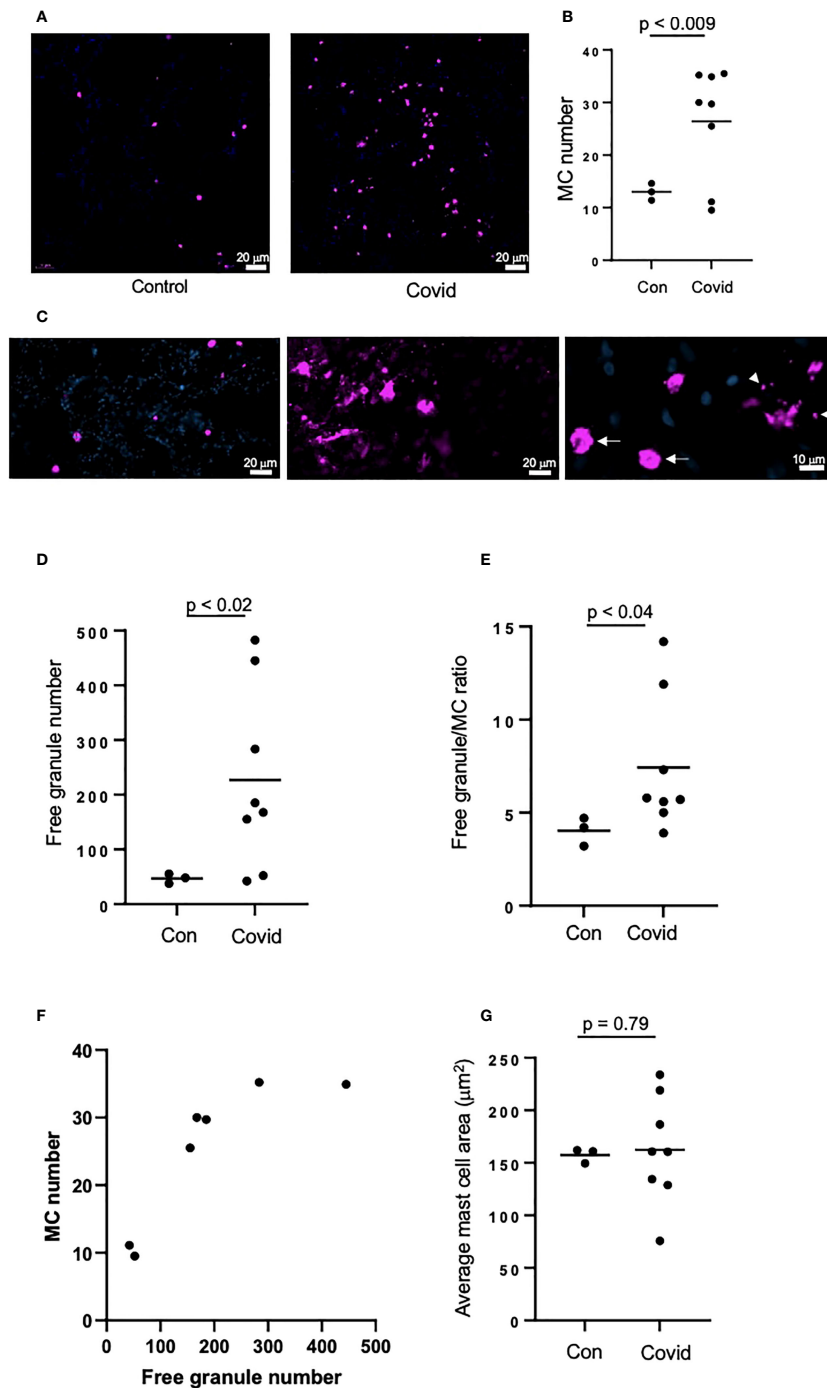 A
20 μm
Control
20 μm
Covid
B
p < 0.009
MC number
40
30
20
10
0
Con
Covid
C
20 μm
20 μm
10 μm
D
p < 0.02
Free granule number
500
400
300
200
100
0
Con
Covid
E
p < 0.04
Free granule/MC ratio
15
10
5
0
Con
Covid
F
MC number
40
30
20
10
0
0 100 200 300 400 500
Free granule number
G
p = 0.79
Average mast cell area (μm²)
250
200
150
100
50
0
Con
Covid